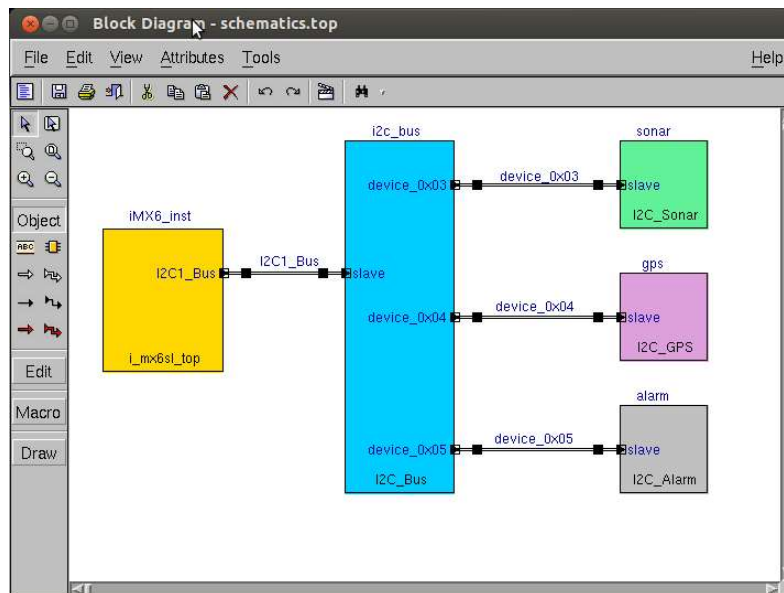 Block Diagram - schematics.top
File Edit View Attributes Tools Help
Object
ABC
Edit
Macro
Draw
iMX6_inst
I2C1_Bus
i_mx6sl_top
I2C1_Bus
i2c_bus
device_0x03
slave
device_0x04
device_0x05
I2C_Bus
device_0x03
device_0x04
device_0x05
sonar
slave
I2C_Sonar
gps
slave
I2C_GPS
alarm
slave
I2C_Alarm